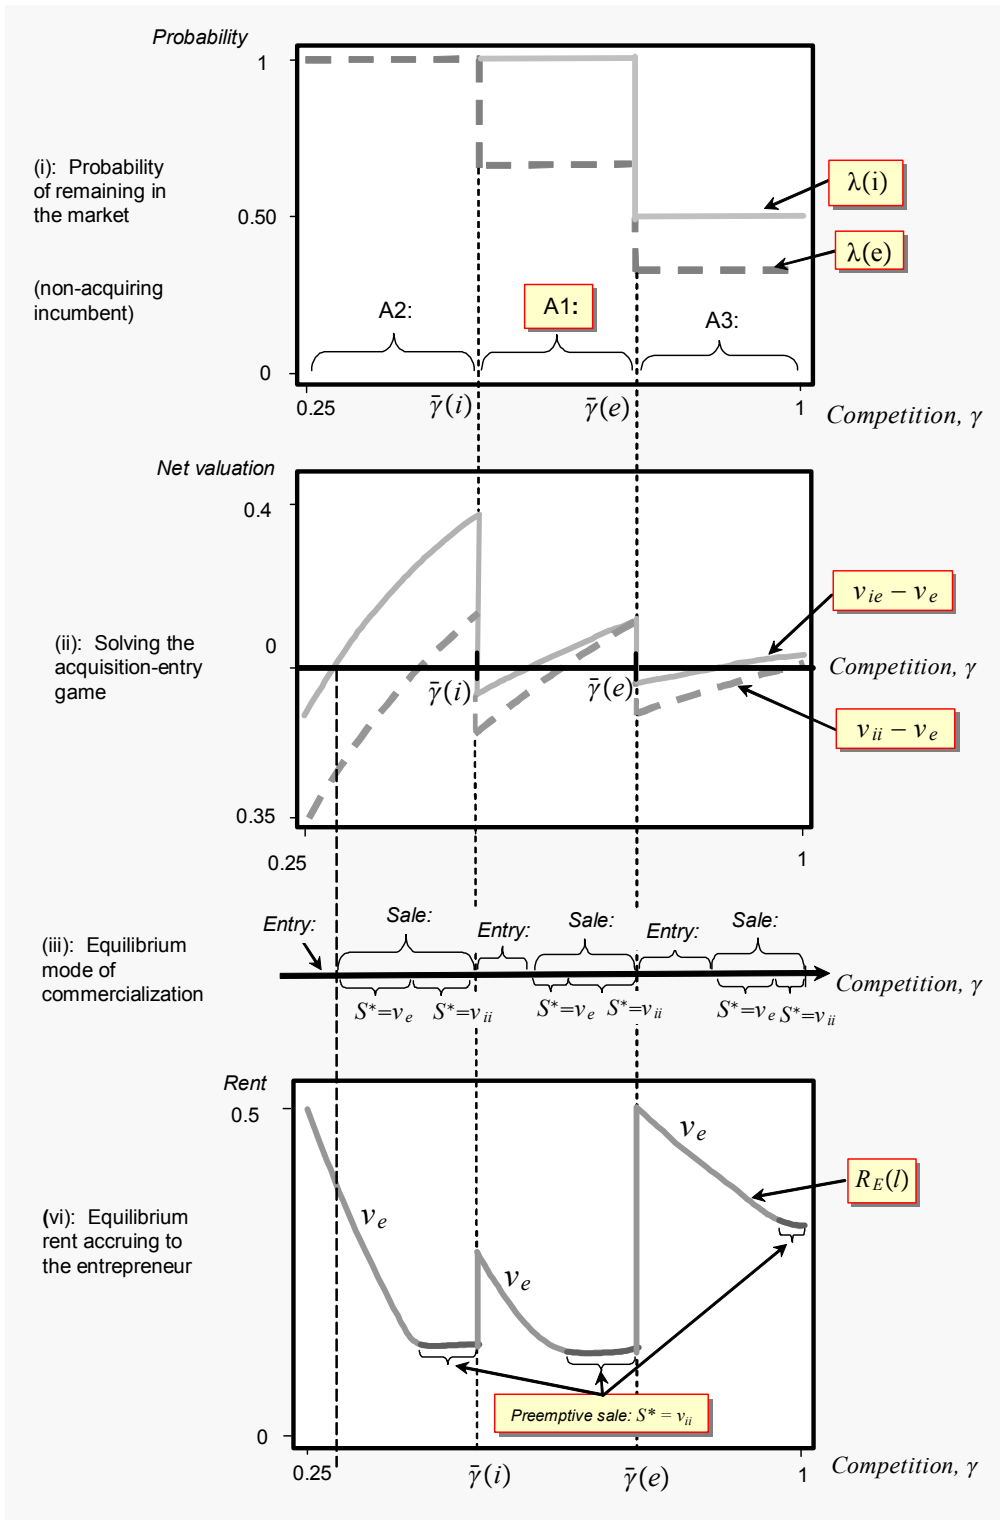 Probability
1
(i): Probability
of remaining in
the market
λ(i)
0.50
λ(e)
(non-acquiring
incumbent)
A2:
A1:
A3:
0
0.25
γ̄(i)
γ̄(e)
1
Competition, γ
Net valuation
0.4
v_ie − v_e
(ii): Solving the
acquisition-entry
game
0
Competition, γ
γ̄(i)
γ̄(e)
v_ii − v_e
0.35
0.25
1
Entry:
Sale:
Entry:
Sale:
Entry:
Sale:
(iii): Equilibrium
mode of
commercialization
Competition, γ
S*=v_e
S*=v_ii
S*=v_e
S*=v_ii
S*=v_e
S*=v_ii
Rent
0.5
v_e
R_E(l)
(vi): Equilibrium
rent accruing to
the entrepreneur
v_e
v_e
Preemptive sale: S* = v_ii
0
0.25
γ̄(i)
γ̄(e)
1
Competition, γ